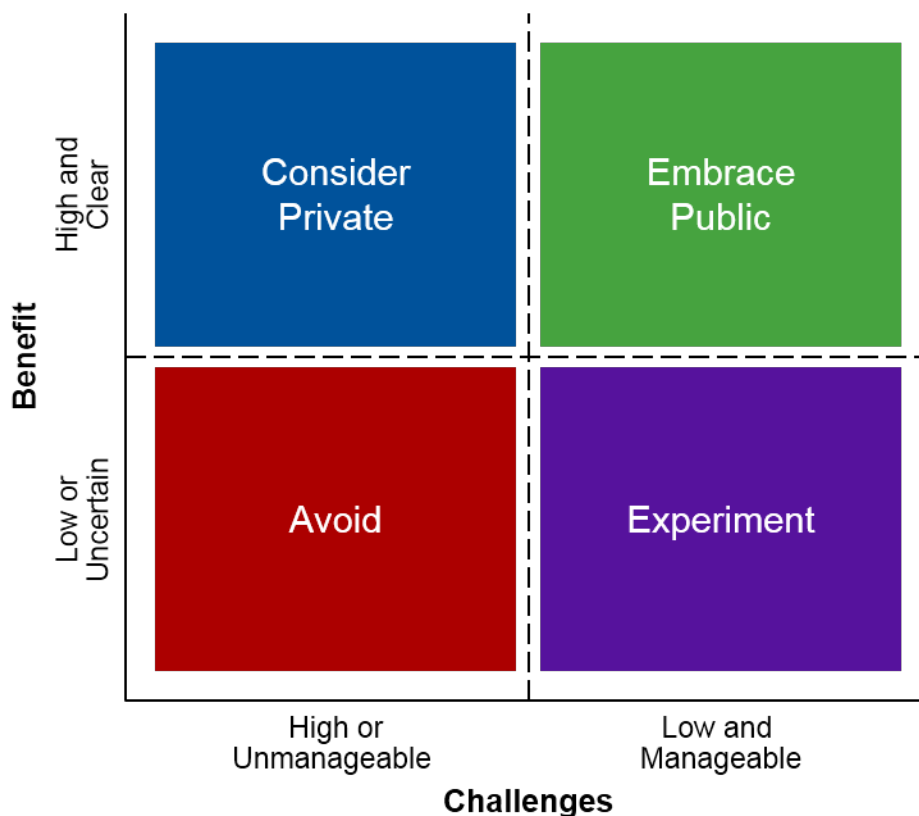 High and
Clear
Consider
Private
Embrace
Public
Benefit
Low or
Uncertain
Avoid
Experiment
High or
Unmanageable
Low and
Manageable
Challenges